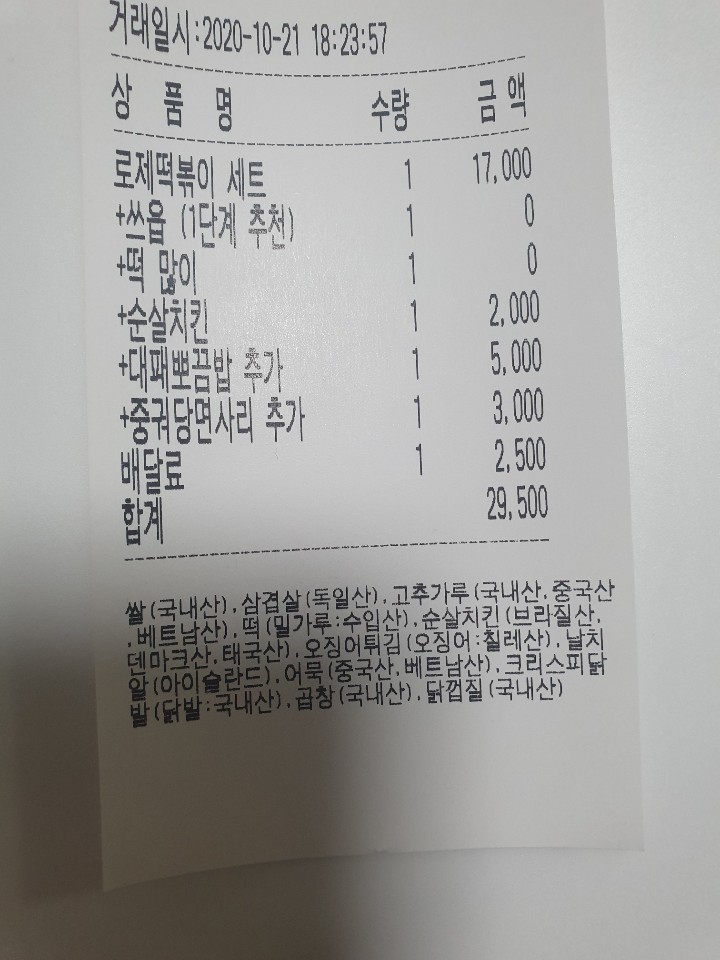 거래일시:2020-10-21 18:23:57
상 품 명 수량 금 액
로제떡볶이 세트 1 17,000
+쓰읍 (1단계 추천) 1 0
+떡 많이 1 0
+순살치킨 1 2,000
+대패뽀끔밥 추가 1 5,000
+중궈당면사리 추가 1 3,000
배달료 1 2,500
합계 29,500
쌀(국내산),삼겹살(독일산),고추가루(국내산,중국산
,베트남산),떡(밀가루:수입산),순살치킨(브라질산,
덴마크산,태국산),오징어튀김(오징어:칠레산),날치
알(아이슬란드),어묵(중국산,베트남산),크리스피닭
발(닭발:국내산),곱창(국내산),닭껍질(국내산)